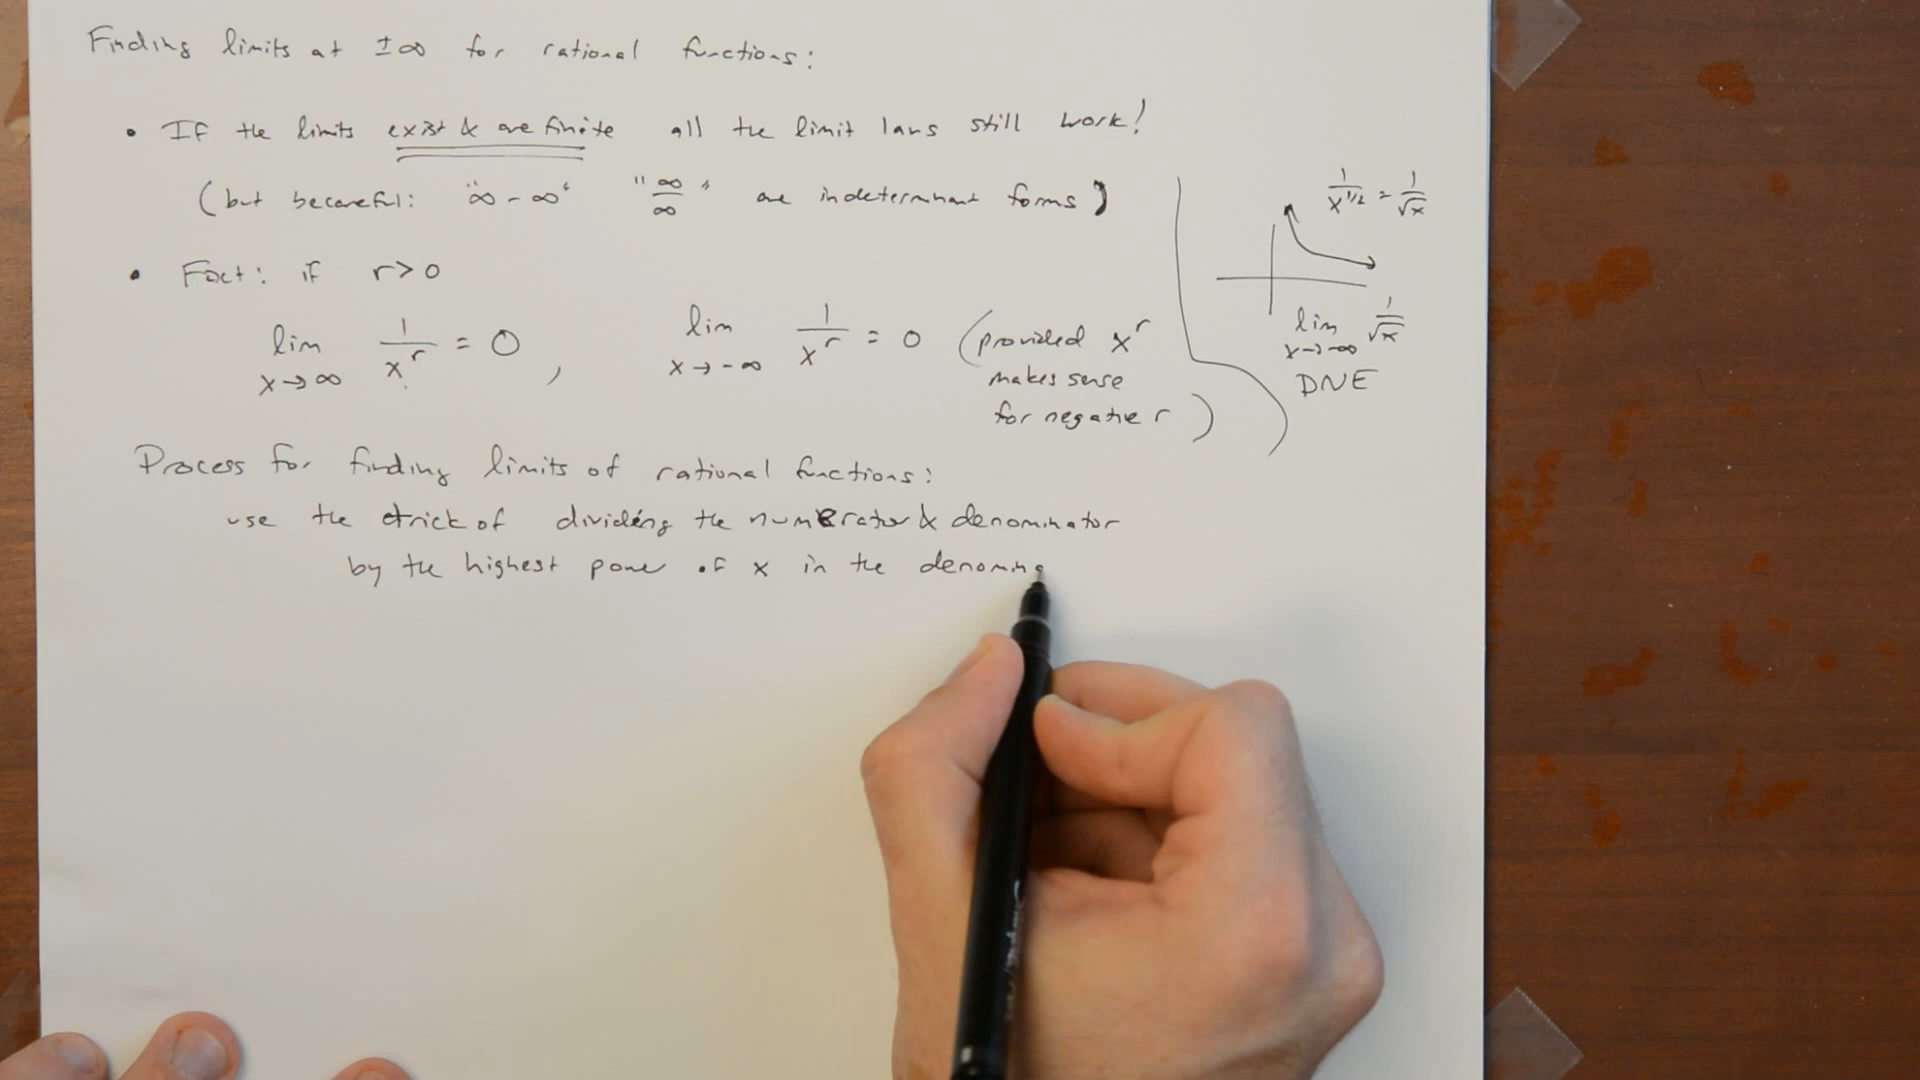 Finding limits at ±∞ for rational functions:
• If the limits exist & are finite all the limit laws still work!
(but becareful: "∞ - ∞" "∞/∞" are indeterminant forms)
• Fact: if r > 0
lim x→∞ 1/x^r = 0, lim x→-∞ 1/x^r = 0 (provided x^r
makes sense
for negative r)
1/x^1/2 = 1/√x
lim x→-∞ 1/√x
DNE
Process for finding limits of rational functions:
use the trick of dividing the numerator & denominator
by the highest power of x in the denomina